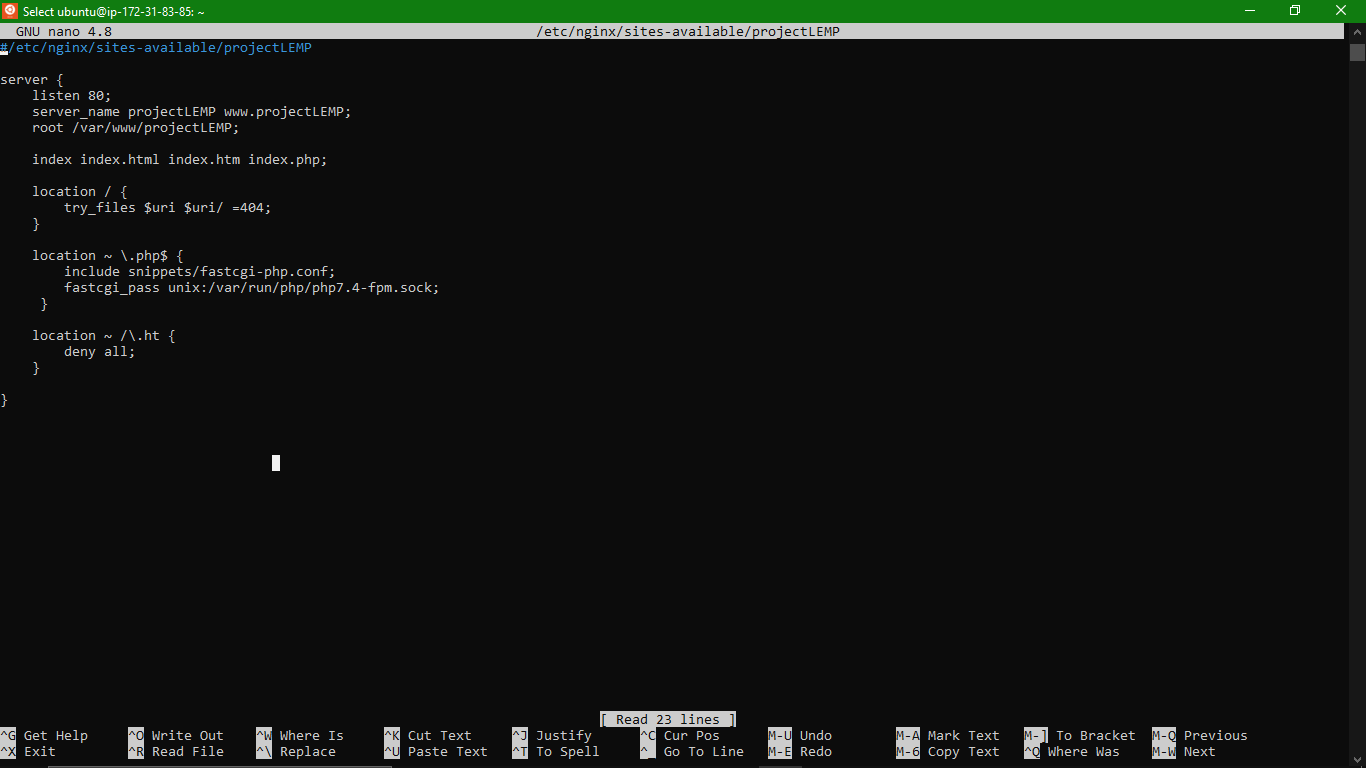 Select ubuntu@ip-172-31-83-85: ~
GNU nano 4.8 /etc/nginx/sites-available/projectLEMP
#/etc/nginx/sites-available/projectLEMP
server {
    listen 80;
    server_name projectLEMP www.projectLEMP;
    root /var/www/projectLEMP;
    index index.html index.htm index.php;
    location / {
        try_files $uri $uri/ =404;
    }
    location ~ \.php$ {
        include snippets/fastcgi-php.conf;
        fastcgi_pass unix:/var/run/php/php7.4-fpm.sock;
     }
    location ~ /\.ht {
        deny all;
    }
}
[ Read 23 lines ]
^G Get Help ^O Write Out ^W Where Is ^K Cut Text ^J Justify ^C Cur Pos M-U Undo M-A Mark Text M-] To Bracket M-Q Previous
^X Exit ^R Read File ^\ Replace ^U Paste Text ^T To Spell ^_ Go To Line M-E Redo M-6 Copy Text ^Q Where Was M-W Next